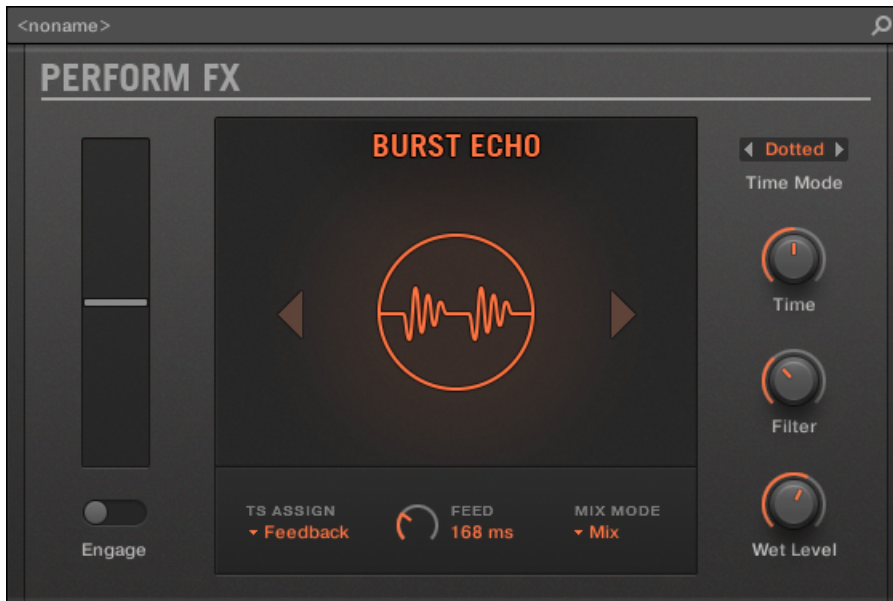 <noname>
PERFORM FX
BURST ECHO
Dotted
Time Mode
Time
Filter
Wet Level
Engage
TS ASSIGN
Feedback
FEED
168 ms
MIX MODE
Mix